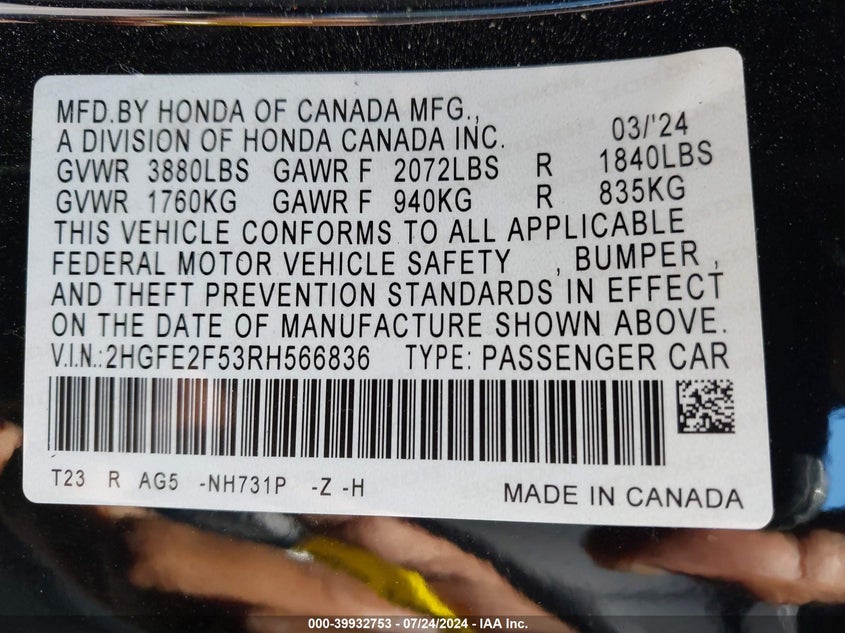 MFD.BY HONDA OF CANADA MFG.,
A DIVISION OF HONDA CANADA INC. 03/'24
GVWR 3880LBS GAWR F 2072LBS R 1840LBS
GVWR 1760KG GAWR F 940KG R 835KG
THIS VEHICLE CONFORMS TO ALL APPLICABLE
FEDERAL MOTOR VEHICLE SAFETY , BUMPER ,
AND THEFT PREVENTION STANDARDS IN EFFECT
ON THE DATE OF MANUFACTURE SHOWN ABOVE.
V.I.N.:2HGFE2F53RH566836 TYPE: PASSENGER CAR
T23 R AG5 -NH731P -Z -H
MADE IN CANADA
000-39932753 - 07/24/2024 - IAA Inc.